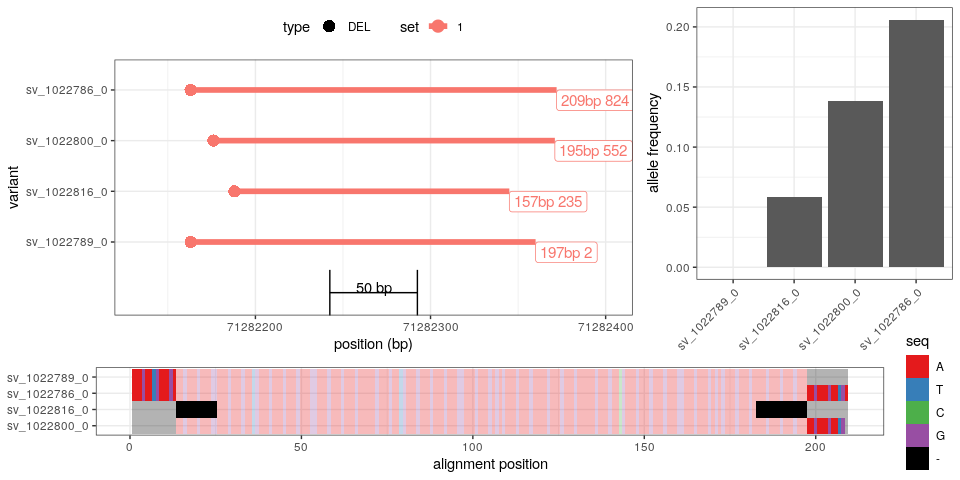 type DEL set 1
variant
sv_1022786_0
209bp 824
sv_1022800_0
195bp 552
sv_1022816_0
157bp 235
sv_1022789_0
197bp 2
50 bp
71282200 71282300 71282400
position (bp)
allele frequency
0.20
0.15
0.10
0.05
0.00
sv_1022789_0 sv_1022816_0 sv_1022800_0 sv_1022786_0
sv_1022789_0
sv_1022786_0
sv_1022816_0
sv_1022800_0
0 50 100 150 200
alignment position
seq
A
T
C
G
-